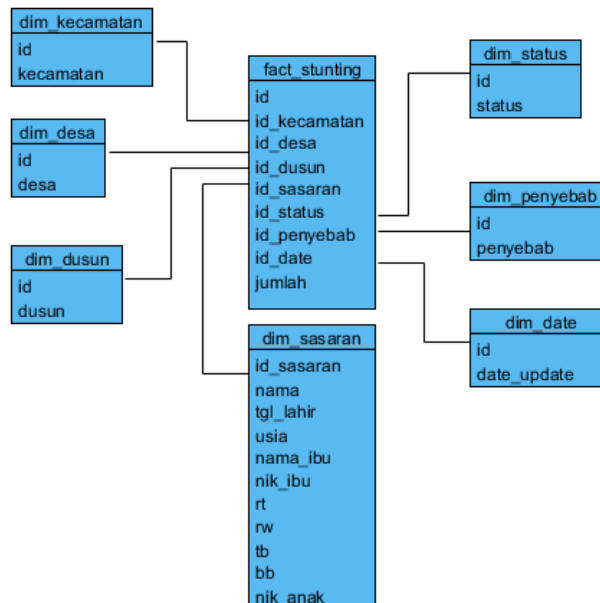 dim_kecamatan
id
kecamatan
dim_desa
id
desa
dim_dusun
id
dusun
fact_stunting
id
id_kecamatan
id_desa
id_dusun
id_sasaran
id_status
id_penyebab
id_date
jumlah
dim_sasaran
id_sasaran
nama
tgl_lahir
usia
nama_ibu
nik_ibu
rt
rw
tb
bb
nik_anak
dim_status
id
status
dim_penyebab
id
penyebab
dim_date
id
date_update